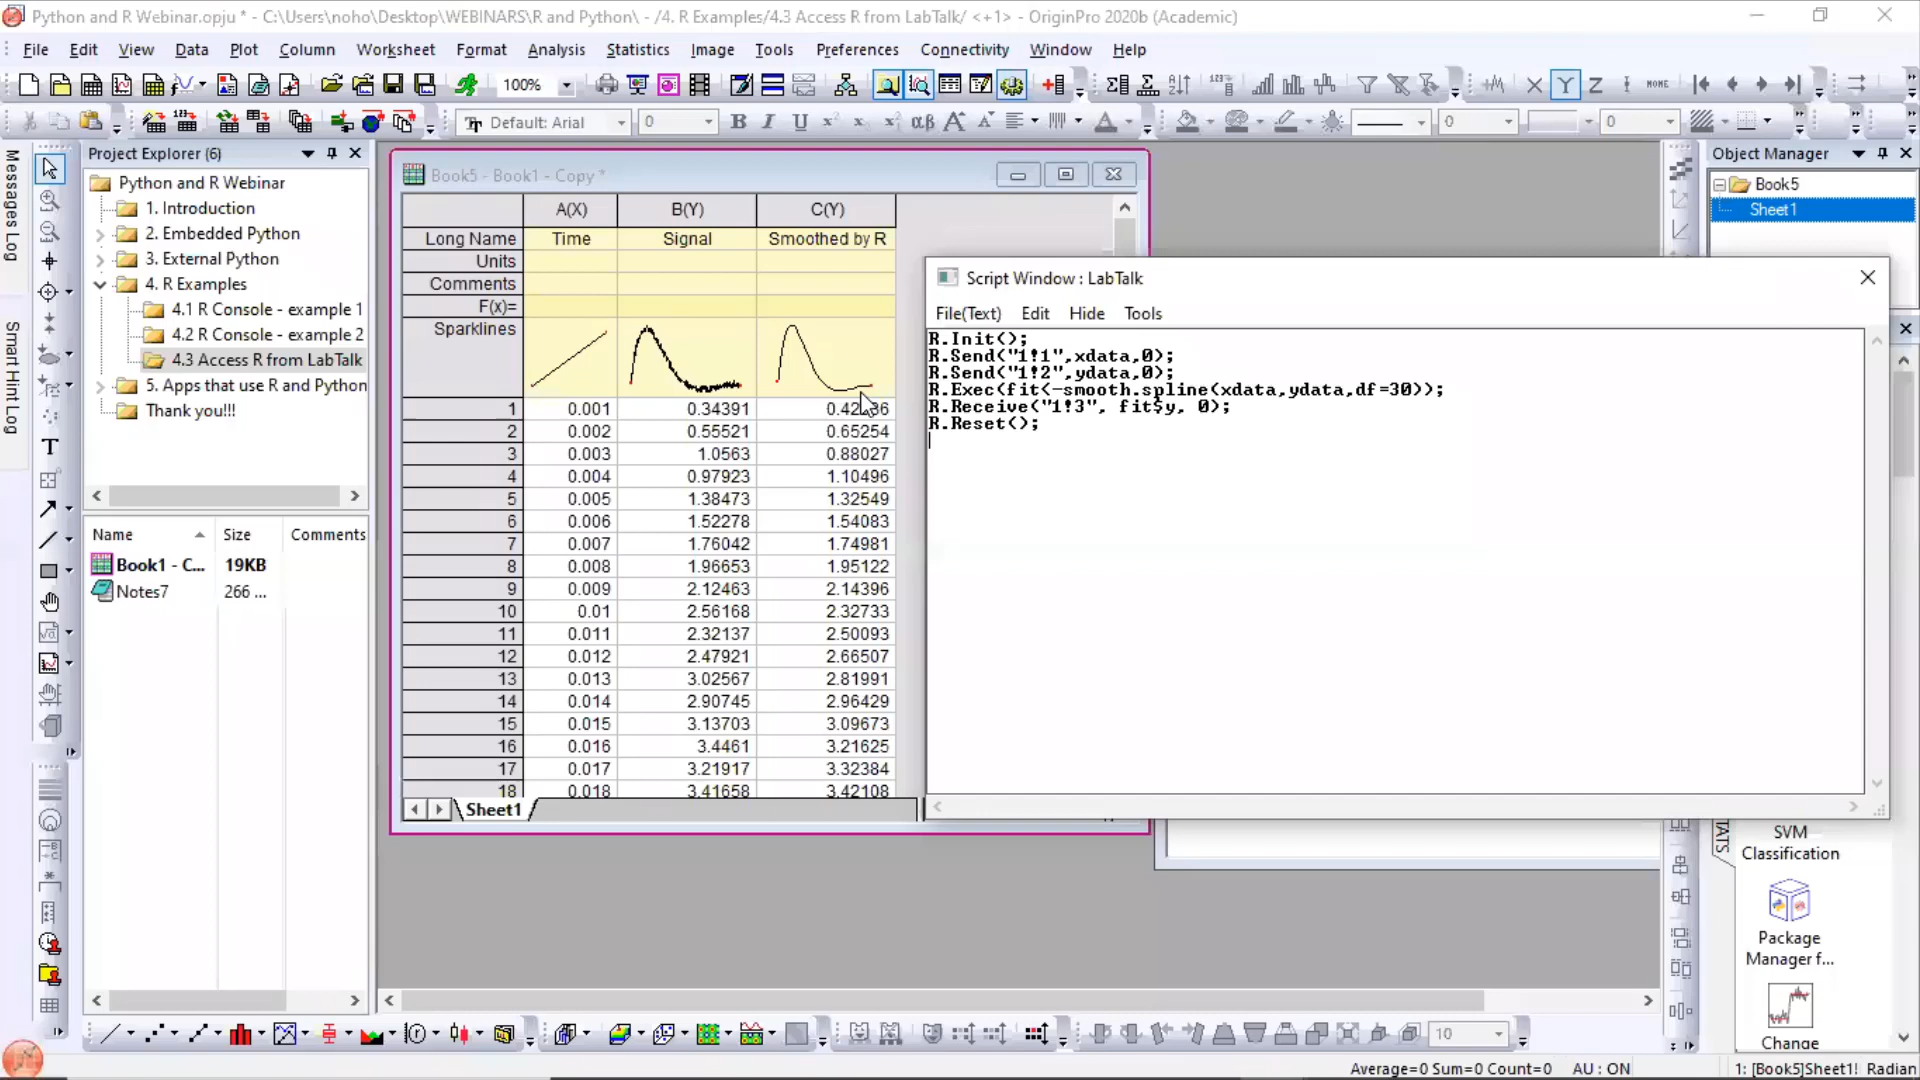 Python and R Webinar.opju * - C:\Users\noho\Desktop\WEBINARS\R and Python\ - /4. R Examples/4.3 Access R from LabTalk/ <+1> - OriginPro 2020b (Academic)
File Edit View Data Plot Column Worksheet Format Analysis Statistics Image Tools Preferences Connectivity Window Help
100%
X Y Z HOME
Default: Arial 0 B I U αβ A 0 0
Messages Log
Smart Hint Log
Project Explorer (6)
Python and R Webinar
1. Introduction
2. Embedded Python
3. External Python
4. R Examples
4.1 R Console - example 1
4.2 R Console - example 2
4.3 Access R from LabTalk
5. Apps that use R and Python
Thank you!!!
Name Size Comments
Book1 - C... 19KB
Notes7 266 ...
Book5 - Book1 - Copy *
A(X) B(Y) C(Y)
Long Name Time Signal Smoothed by R
Units
Comments
F(x)=
Sparklines
1 0.001 0.34391
2 0.002 0.55521 0.65254
3 0.003 1.0563 0.88027
4 0.004 0.97923 1.10496
5 0.005 1.38473 1.32549
6 0.006 1.52278 1.54083
7 0.007 1.76042 1.74981
8 0.008 1.96653 1.95122
9 0.009 2.12463 2.14396
10 0.01 2.56168 2.32733
11 0.011 2.32137 2.50093
12 0.012 2.47921 2.66507
13 0.013 3.02567 2.81991
14 0.014 2.90745 2.96429
15 0.015 3.13703 3.09673
16 0.016 3.4461 3.21625
17 0.017 3.21917 3.32384
18 0.018 3.41658 3.42108
Sheet1
Script Window : LabTalk
File(Text) Edit Hide Tools
R.Init();
R.Send("1!1",xdata,0);
R.Send("1!2",ydata,0);
R.Exec(fit<-smooth.spline(xdata,ydata,df=30));
R.Receive("1!3", fit$y, 0);
R.Reset();
Object Manager
Book5
Sheet1
SVM
Classification
Package
Manager f...
Change
10
Average=0 Sum=0 Count=0 AU : ON 1: [Book5]Sheet1! Radian